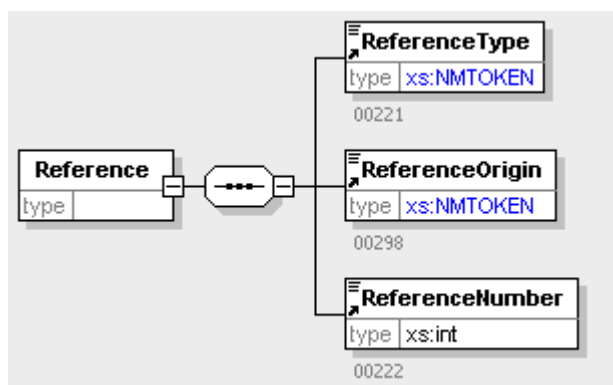 ReferenceType
type xs:NMTOKEN
00221
Reference
type
ReferenceOrigin
type xs:NMTOKEN
00298
ReferenceNumber
type xs:int
00222